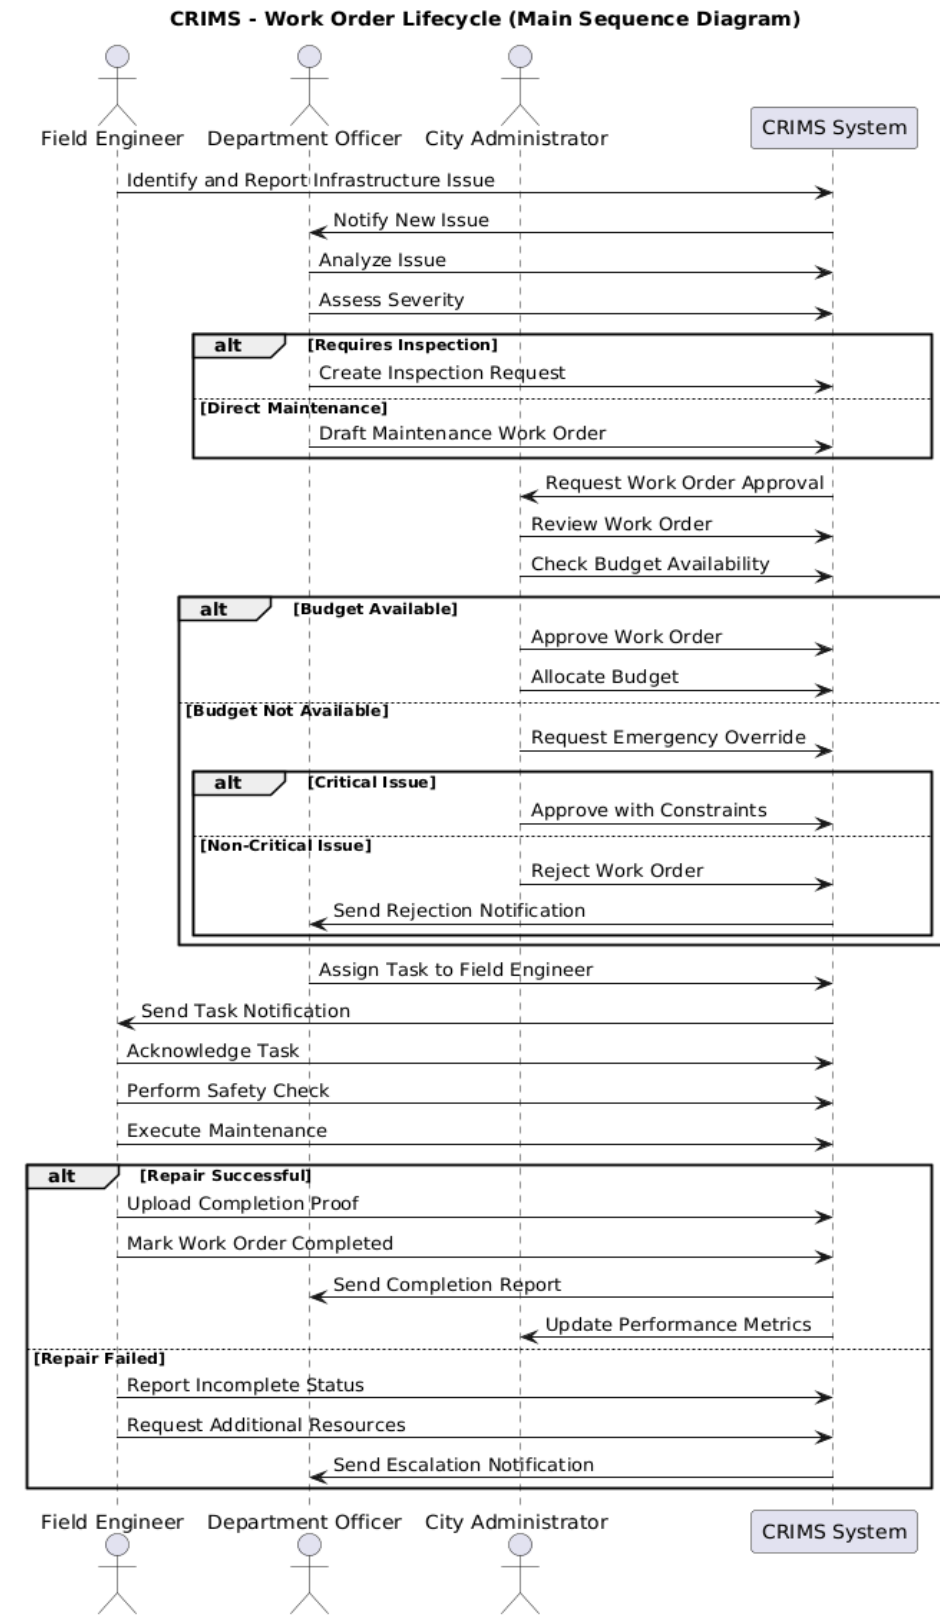 CRIMS - Work Order Lifecycle (Main Sequence Diagram)
Field Engineer
Department Officer
City Administrator
CRIMS System
Identify and Report Infrastructure Issue
Notify New Issue
Analyze Issue
Assess Severity
alt
[Requires Inspection]
Create Inspection Request
[Direct Maintenance]
Draft Maintenance Work Order
Request Work Order Approval
Review Work Order
Check Budget Availability
alt
[Budget Available]
Approve Work Order
Allocate Budget
[Budget Not Available]
Request Emergency Override
alt
[Critical Issue]
Approve with Constraints
[Non-Critical Issue]
Reject Work Order
Send Rejection Notification
Assign Task to Field Engineer
Send Task Notification
Acknowledge Task
Perform Safety Check
Execute Maintenance
alt
[Repair Successful]
Upload Completion Proof
Mark Work Order Completed
Send Completion Report
Update Performance Metrics
[Repair Failed]
Report Incomplete Status
Request Additional Resources
Send Escalation Notification
Field Engineer
Department Officer
City Administrator
CRIMS System